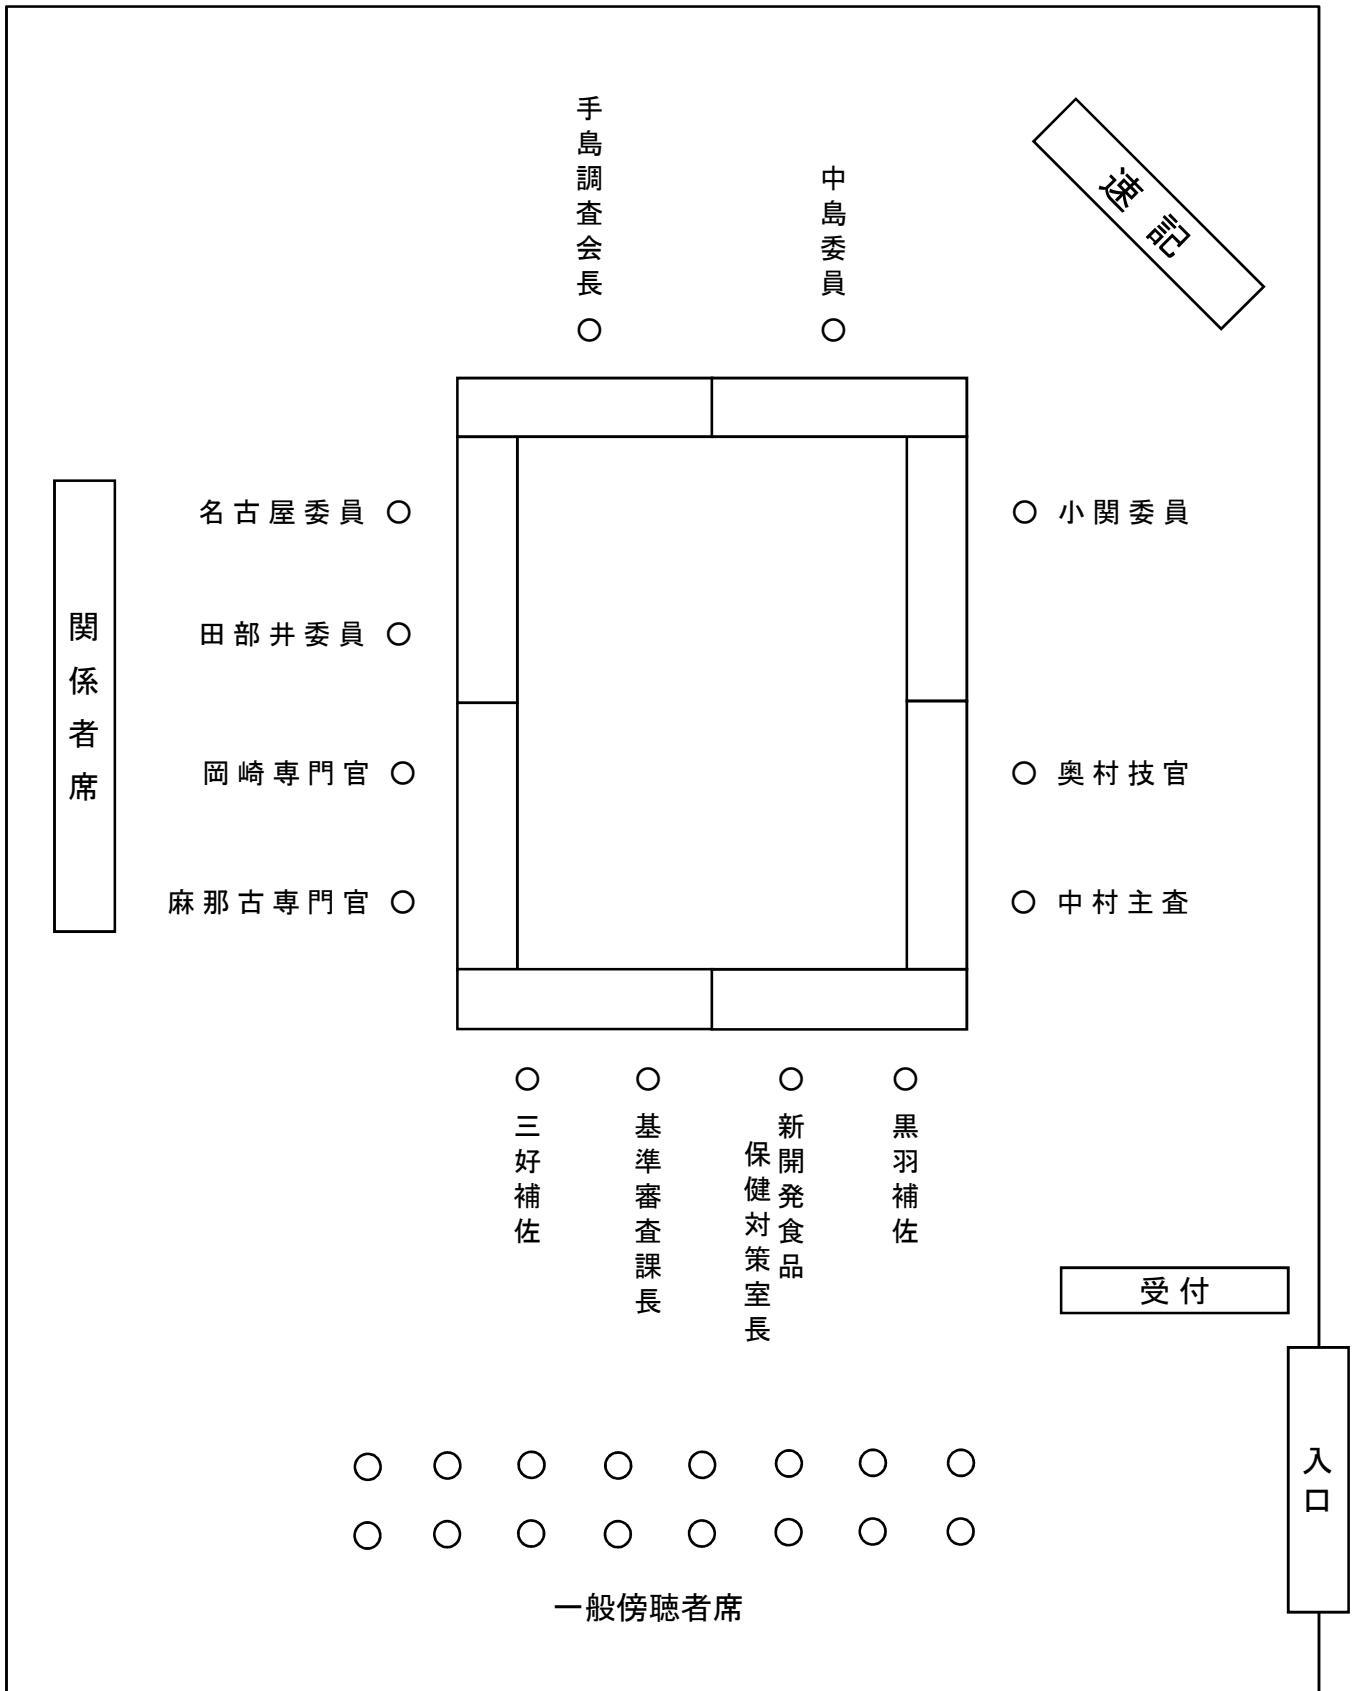 手島調査会長
中島委員
速記
名古屋委員
小関委員
田部井委員
関係者席
岡崎専門官
奥村技官
麻那古専門官
中村主査
三好補佐
基準審査課長
新開発食品
保健対策室長
黒羽補佐
受付
入口
一般傍聴者席